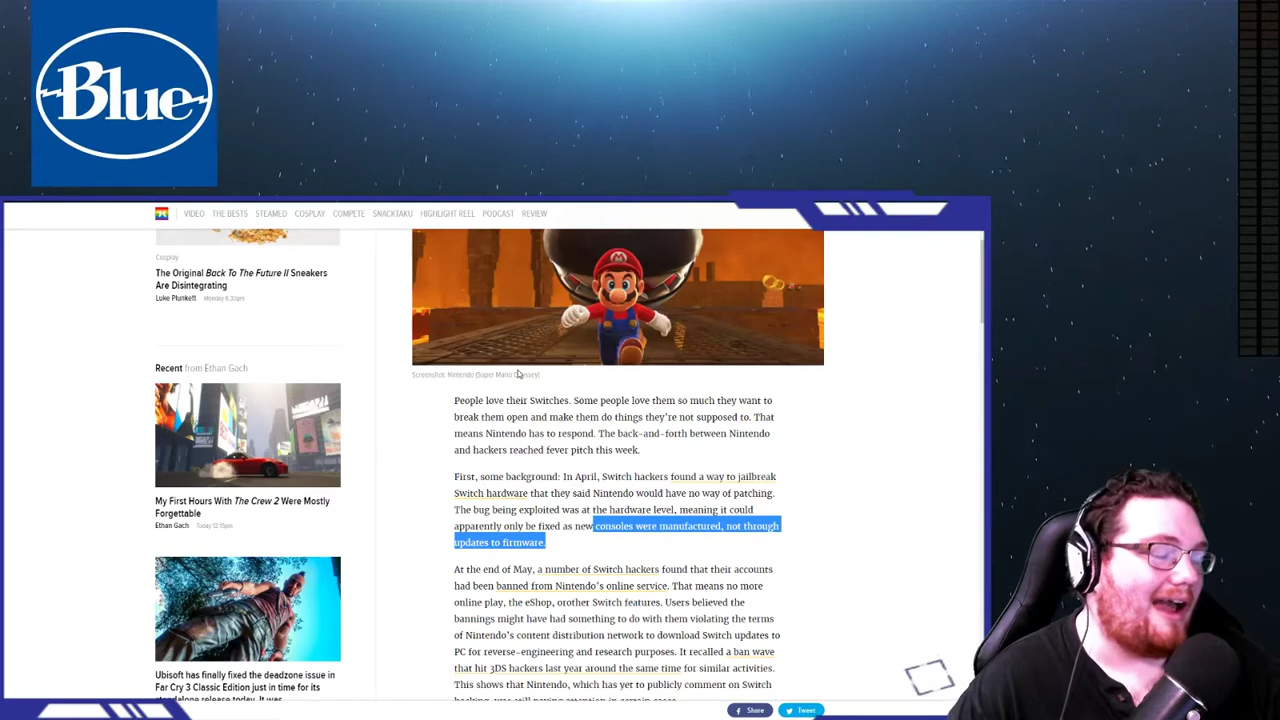 Blue
VIDEO THE BESTS STEAMED COSPLAY COMPETE SNACKTAKU HIGHLIGHT REEL PODCAST REVIEW
Cosplay
The Original Back To The Future II Sneakers
Are Disintegrating
Luke Plunkett Monday 6:30pm
Recent from Ethan Gach
My First Hours With The Crew 2 Were Mostly
Forgettable
Ethan Gach Today 12:15pm
Ubisoft has finally fixed the deadzone issue in
Far Cry 3 Classic Edition just in time for its
standalone release today. It was
Screenshot: Nintendo (Super Mario Odyssey)
People love their Switches. Some people love them so much they want to
break them open and make them do things they're not supposed to. That
means Nintendo has to respond. The back-and-forth between Nintendo
and hackers reached fever pitch this week.
First, some background: In April, Switch hackers found a way to jailbreak
Switch hardware that they said Nintendo would have no way of patching.
The bug being exploited was at the hardware level, meaning it could
apparently only be fixed as new consoles were manufactured, not through
updates to firmware.
At the end of May, a number of Switch hackers found that their accounts
had been banned from Nintendo's online service. That means no more
online play, the eShop, orother Switch features. Users believed the
bannings might have had something to do with them violating the terms
of Nintendo's content distribution network to download Switch updates to
PC for reverse-engineering and research purposes. It recalled a ban wave
that hit 3DS hackers last year around the same time for similar activities.
This shows that Nintendo, which has yet to publicly comment on Switch
hacking, was still paying attention in certain cases.
Share Tweet